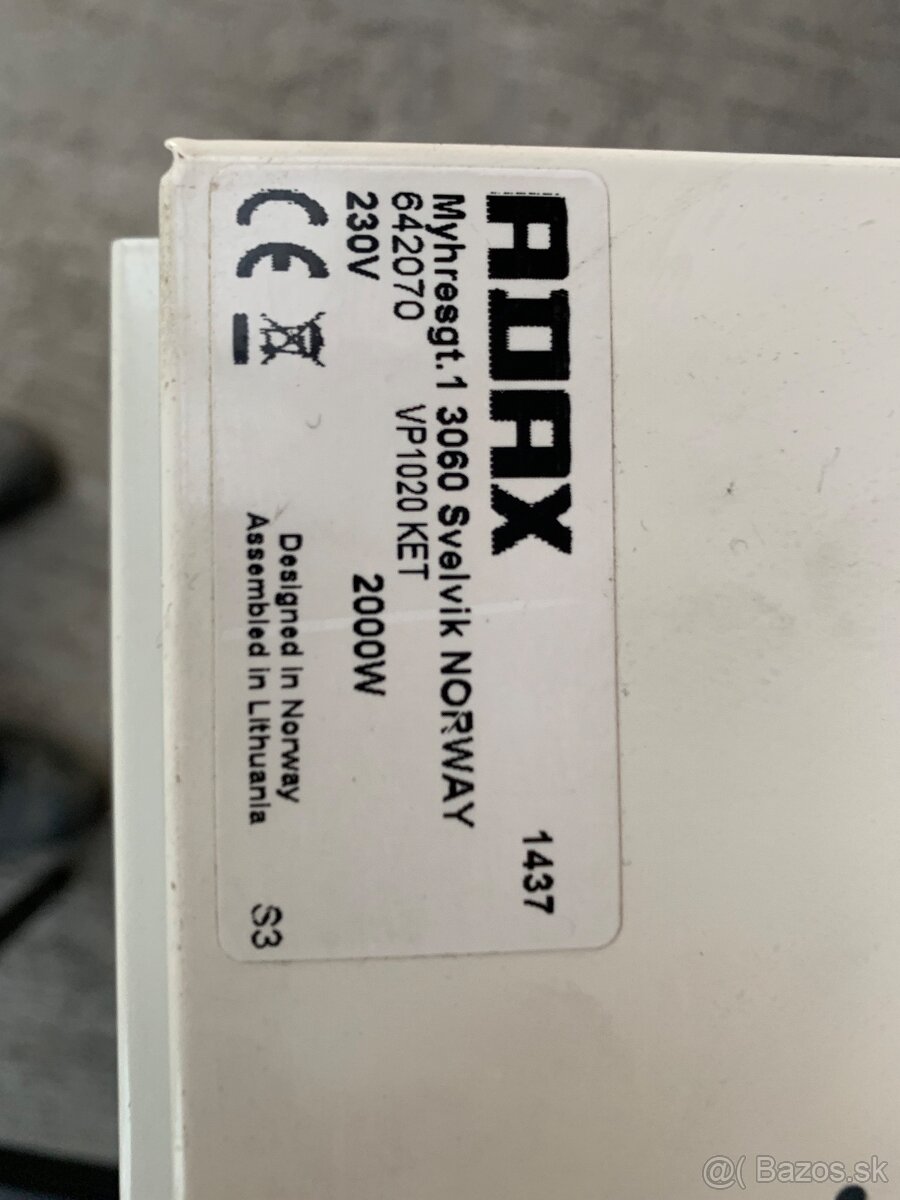 ADAX 1437
Myhresgt.1 3060 Svelvik NORWAY
642070 VP1020 KET
230V 2000W
Designed in Norway
Assembled in Lithuania S3
CE
@( Bazos.sk